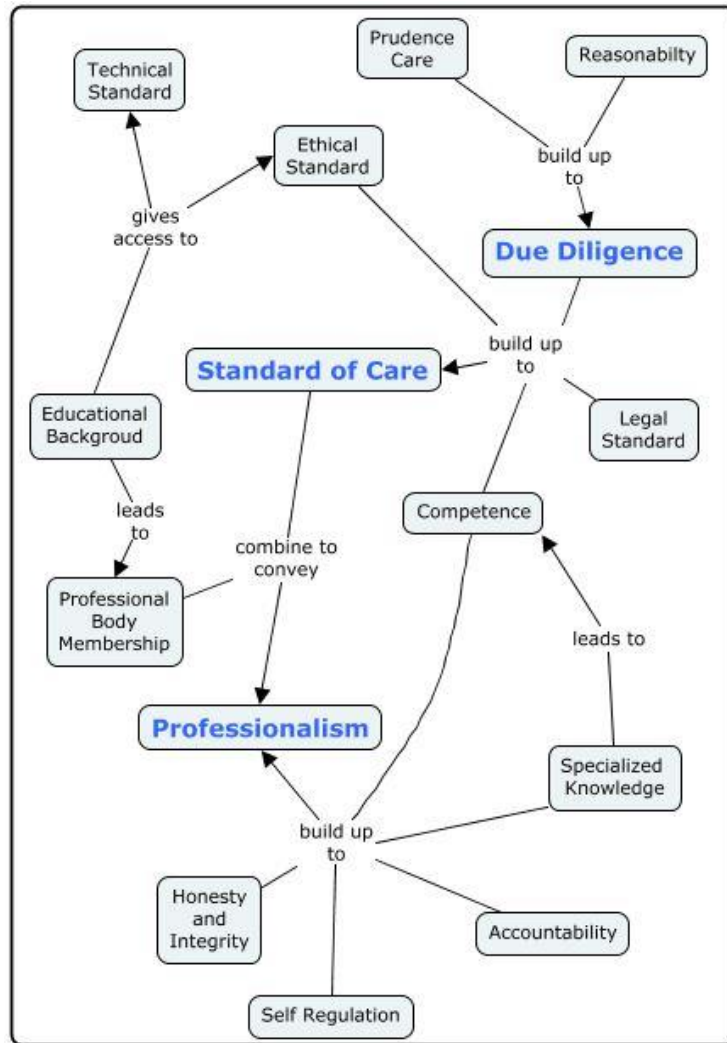 Prudence
Care
Reasonabilty
Technical
Standard
Ethical
Standard
build up
to
gives
access to
Due Diligence
build up
to
Standard of Care
Educational
Backgroud
Legal
Standard
leads
to
Competence
combine to
convey
Professional
Body
Membership
leads to
Professionalism
Specialized
Knowledge
build up
to
Honesty
and
Integrity
Accountability
Self Regulation